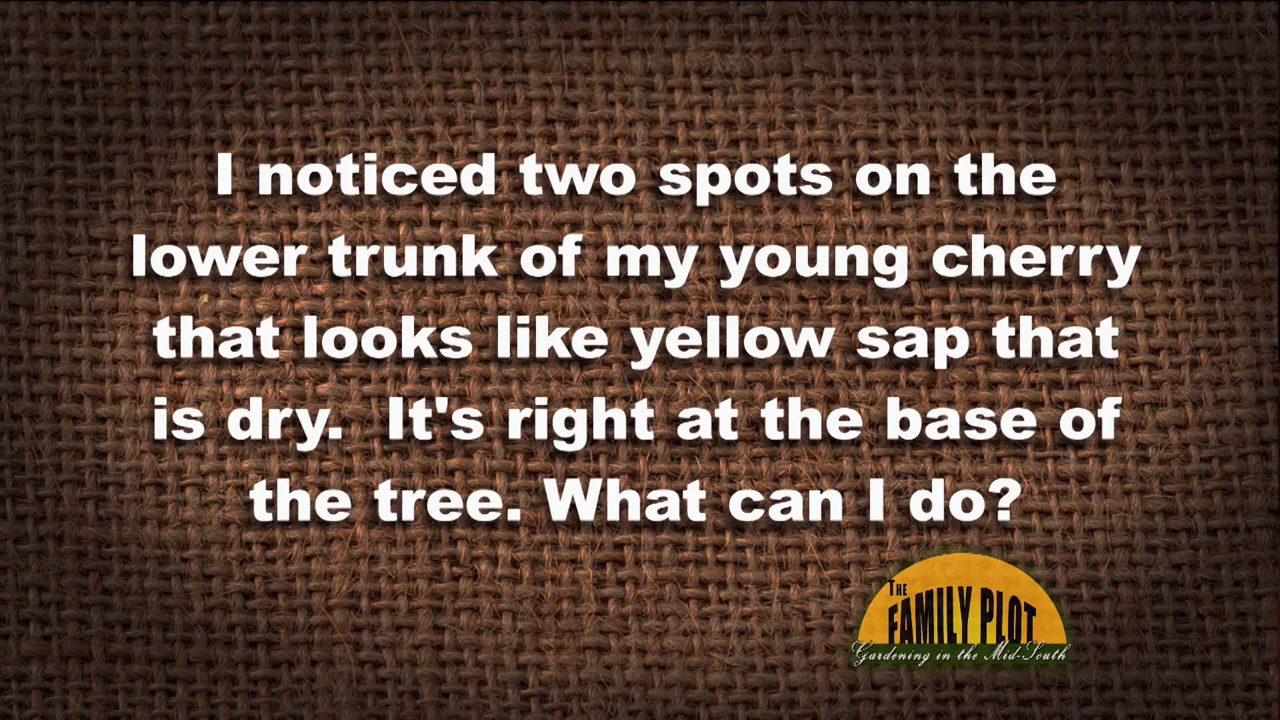 I noticed two spots on the
lower trunk of my young cherry
that looks like yellow sap that
is dry.  It's right at the base of
the tree. What can I do?
THE
FAMILY PLOT
Gardening in the Mid-South